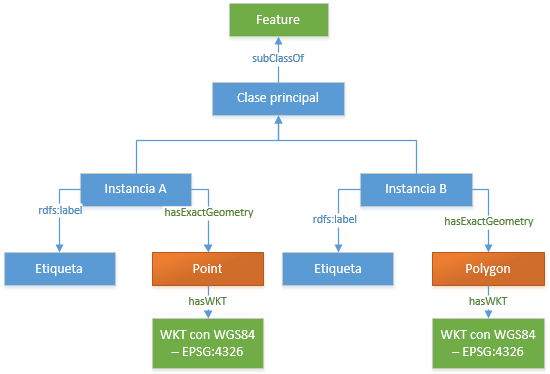 Feature
subClassOf
Clase principal
Instancia A
Instancia B
rdfs:label
hasExactGeometry
rdfs:label
hasExactGeometry
Etiqueta
Point
Etiqueta
Polygon
hasWKT
hasWKT
WKT con WGS84
– EPSG:4326
WKT con WGS84
– EPSG:4326